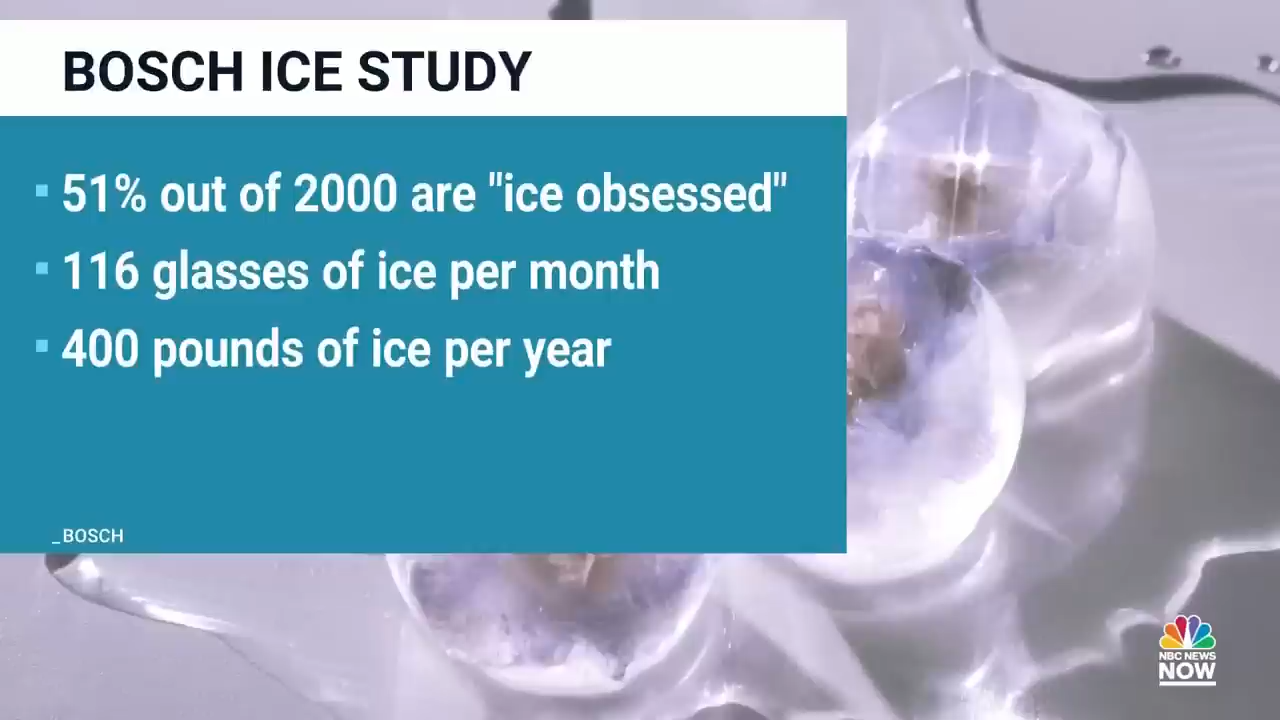 BOSCH ICE STUDY
51% out of 2000 are "ice obsessed"
116 glasses of ice per month
400 pounds of ice per year
_BOSCH
NBC NEWS
NOW